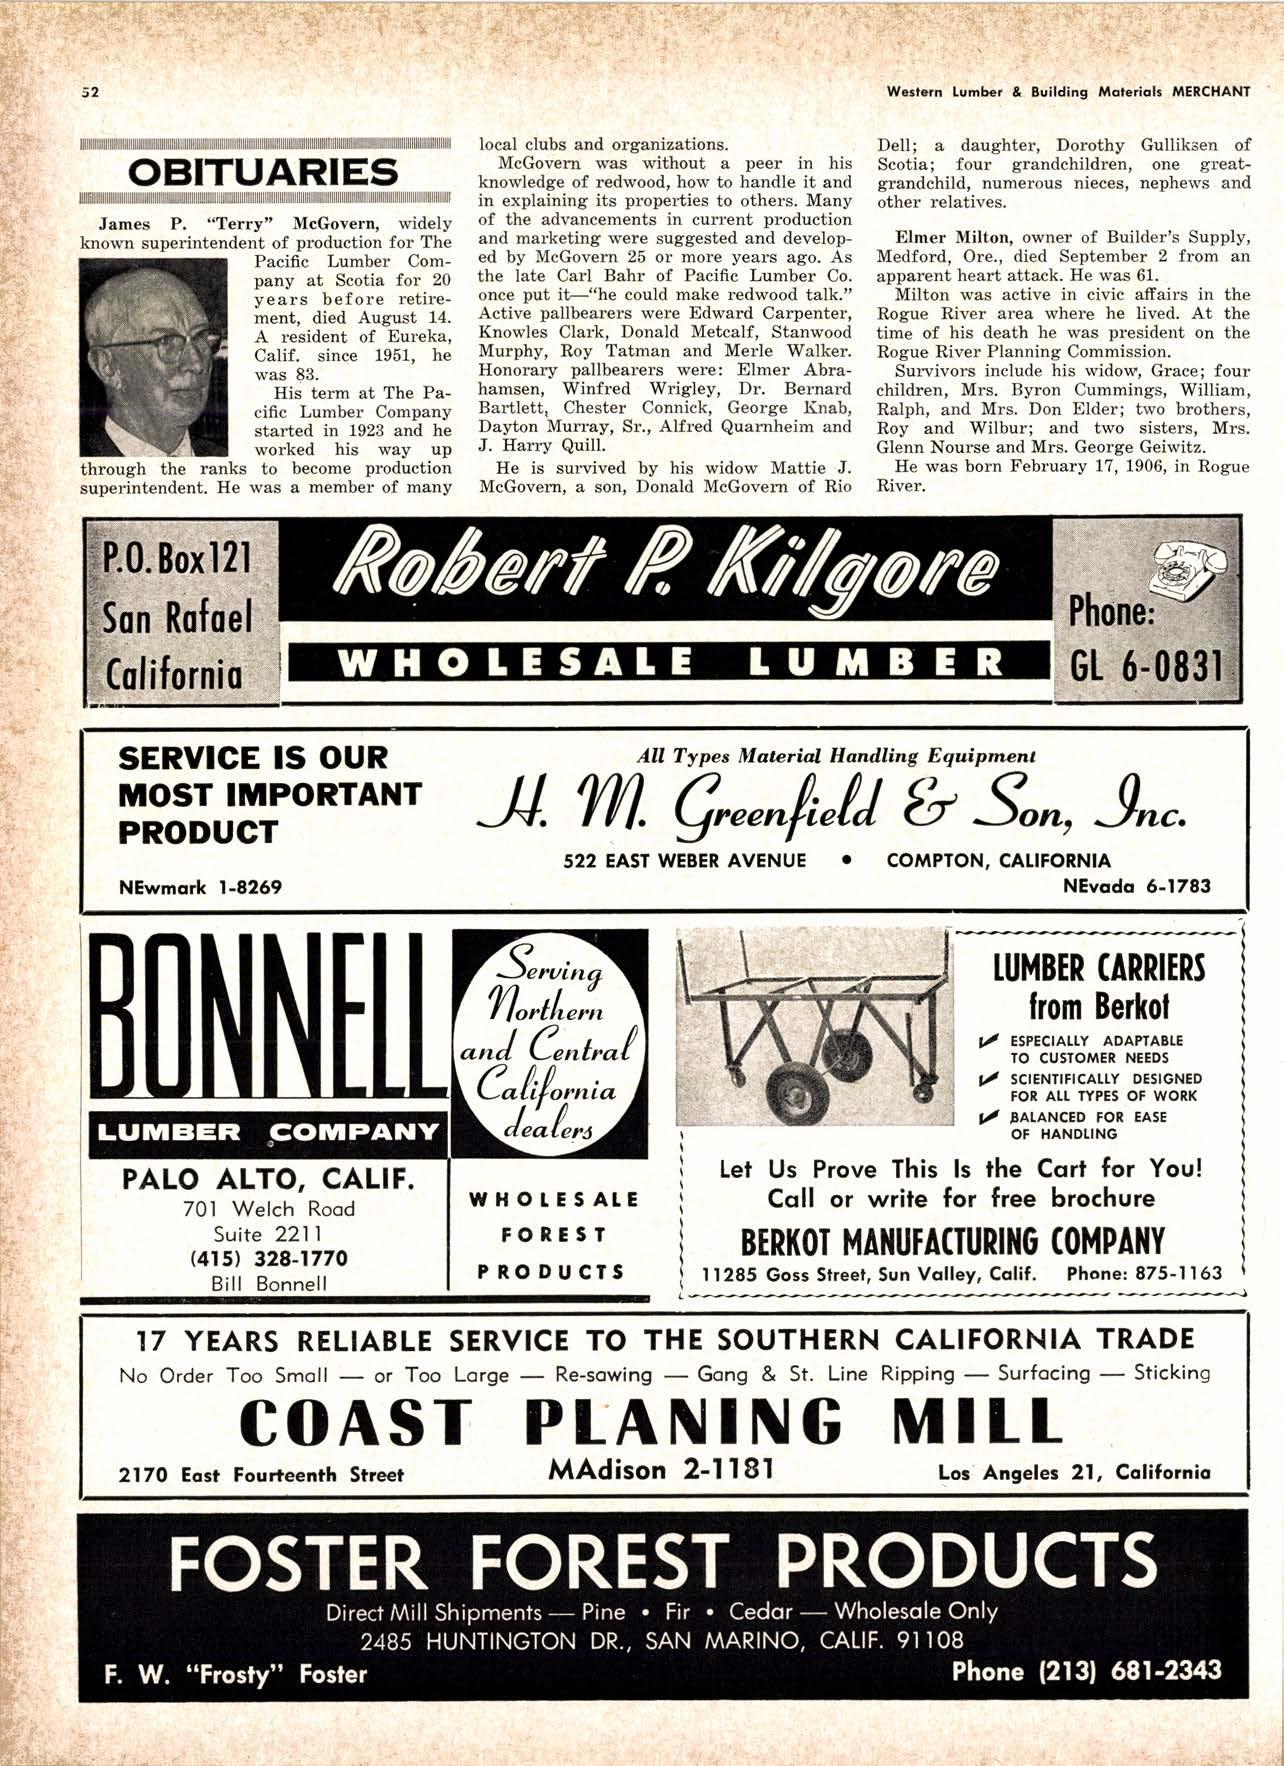 52
Western Lumber & Building Materials MERCHANT
OBITUARIES
James P. “Terry” McGovern, widely
known superintendent of production for The
Pacific Lumber Com-
pany at Scotia for 20
years before retire-
ment, died August 14.
A resident of Eureka,
Calif. since 1951, he
was 83.
His term at The Pa-
cific Lumber Company
started in 1923 and he
worked his way up
through the ranks to become production
superintendent. He was a member of many
local clubs and organizations.
McGovern was without a peer in his
knowledge of redwood, how to handle it and
in explaining its properties to others. Many
of the advancements in current production
and marketing were suggested and develop-
ed by McGovern 25 or more years ago. As
the late Carl Bahr of Pacific Lumber Co.
once put it—“he could make redwood talk.”
Active pallbearers were Edward Carpenter,
Knowles Clark, Donald Metcalf, Stanwood
Murphy, Roy Tatman and Merle Walker.
Honorary pallbearers were: Elmer Abra-
hamsen, Winfred Wrigley, Dr. Bernard
Bartlett, Chester Connick, George Knab,
Dayton Murray, Sr., Alfred Quarnheim and
J. Harry Quill.
He is survived by his widow Mattie J.
McGovern, a son, Donald McGovern of Rio
Dell; a daughter, Dorothy Gulliksen of
Scotia; four grandchildren, one great-
grandchild, numerous nieces, nephews and
other relatives.
Elmer Milton, owner of Builder's Supply,
Medford, Ore., died September 2 from an
apparent heart attack. He was 61.
Milton was active in civic affairs in the
Rogue River area where he lived. At the
time of his death he was president on the
Rogue River Planning Commission.
Survivors include his widow, Grace; four
children, Mrs. Byron Cummings, William,
Ralph, and Mrs. Don Elder; two brothers,
Roy and Wilbur; and two sisters, Mrs.
Glenn Nourse and Mrs. George Geiwitz.
He was born February 17, 1906, in Rogue
River.
P.O. Box 121
San Rafael
California
Robert P. Kilgore
WHOLESALE LUMBER
Phone:
GL 6-0831
SERVICE IS OUR
MOST IMPORTANT
PRODUCT
NEwmark 1-8269
All Types Material Handling Equipment
H. M. Greenfield & Son, Inc.
522 EAST WEBER AVENUE • COMPTON, CALIFORNIA
NEvada 6-1783
BONNELL
LUMBER COMPANY
PALO ALTO, CALIF.
701 Welch Road
Suite 2211
(415) 328-1770
Bill Bonnell
Serving
Northern
and Central
California
dealers
WHOLESALE
FOREST
PRODUCTS
LUMBER CARRIERS
from Berkot
ESPECIALLY ADAPTABLE
TO CUSTOMER NEEDS
SCIENTIFICALLY DESIGNED
FOR ALL TYPES OF WORK
BALANCED FOR EASE
OF HANDLING
Let Us Prove This Is the Cart for You!
Call or write for free brochure
BERKOT MANUFACTURING COMPANY
11285 Goss Street, Sun Valley, Calif. Phone: 875-1163
17 YEARS RELIABLE SERVICE TO THE SOUTHERN CALIFORNIA TRADE
No Order Too Small — or Too Large — Re-sawing — Gang & St. Line Ripping — Surfacing — Sticking
COAST PLANING MILL
2170 East Fourteenth Street MAdison 2-1181 Los Angeles 21, California
FOSTER FOREST PRODUCTS
Direct Mill Shipments — Pine • Fir • Cedar — Wholesale Only
2485 HUNTINGTON DR., SAN MARINO, CALIF. 91108
F. W. “Frosty” Foster Phone (213) 681-2343